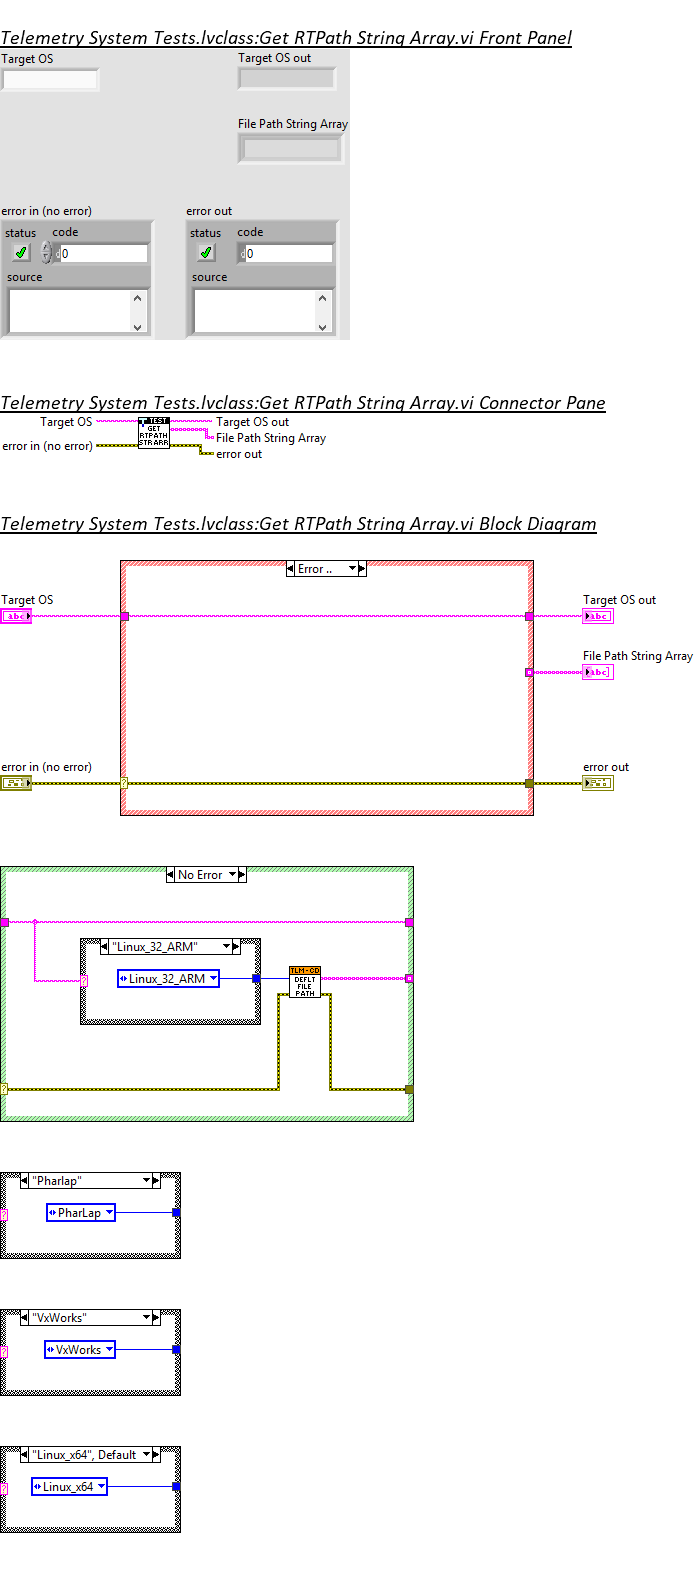 Telemetry System Tests.lvclass:Get RTPath String Array.vi Front Panel
Target OS
Target OS out
File Path String Array
error in (no error)
error out
status code
d0
status code
d0
source
source
Telemetry System Tests.lvclass:Get RTPath String Array.vi Connector Pane
Target OS
TEST
GET
RTPATH
STR ARR
Target OS out
File Path String Array
error in (no error)
error out
Telemetry System Tests.lvclass:Get RTPath String Array.vi Block Diagram
Error ..
Target OS
abc
Target OS out
abc
File Path String Array
[abc]
error in (no error)
?
error out
No Error
"Linux_32_ARM"
Linux_32_ARM
?
TLM-CD
DEFLT
FILE
PATH
?
"Pharlap"
PharLap
?
"VxWorks"
VxWorks
?
"Linux_x64", Default
Linux_x64
?